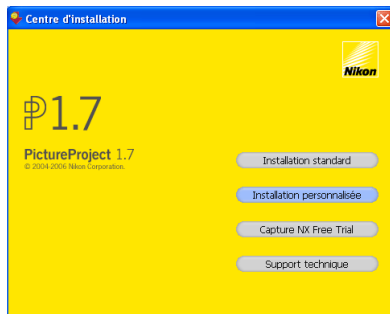 Centre d'installation
Nikon
P1.7
PictureProject 1.7
© 2004-2006 Nikon Corporation.
Installation standard
Installation personnalisée
Capture NX Free Trial
Support technique